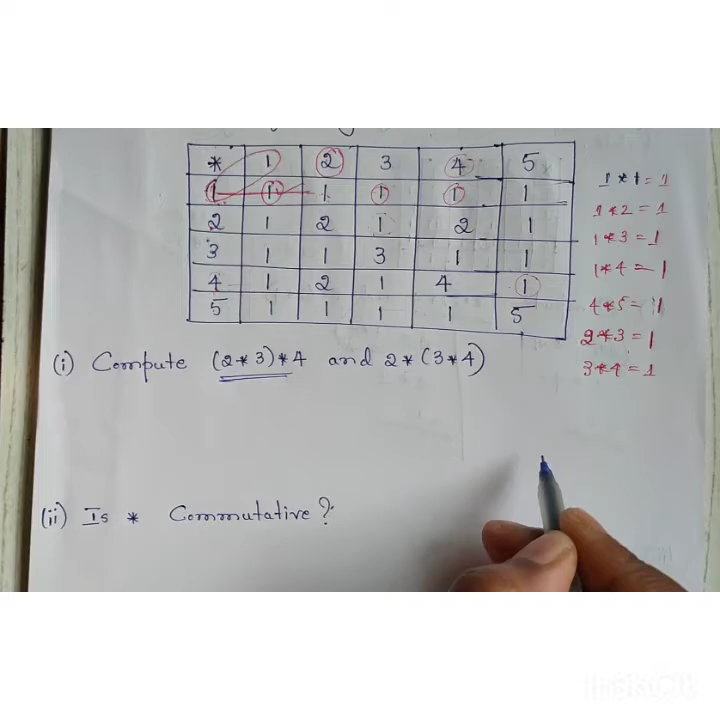 * 1 2 3 4 5
1 1 1 1 1 1
2 1 2 1 2 1
3 1 1 3 1 1
4 1 2 1 4 1
5 1 1 1 1 5
1 * 1 = 1
1 * 2 = 1
1 * 3 = 1
1 * 4 = 1
4 * 5 = 1
2 * 3 = 1
3 * 4 = 1
(i) Compute (2 * 3) * 4 and 2 * (3 * 4)
(ii) Is * Commutative?